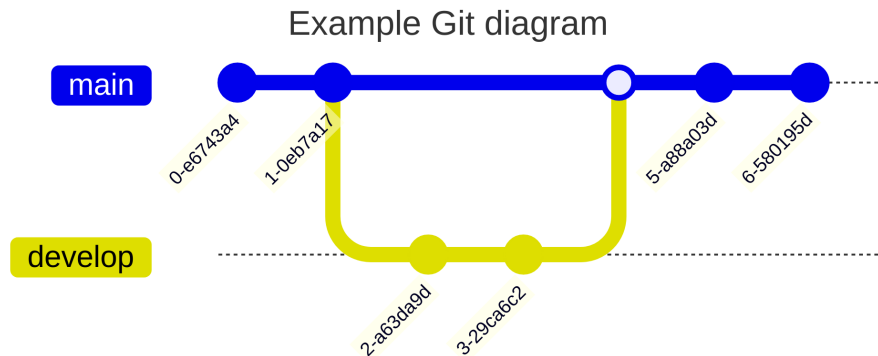 Example Git diagram
main
0-e6743a4
1-0eb7a17
5-a88a03d
6-580195d
develop
2-a63da9d
3-29ca6c2